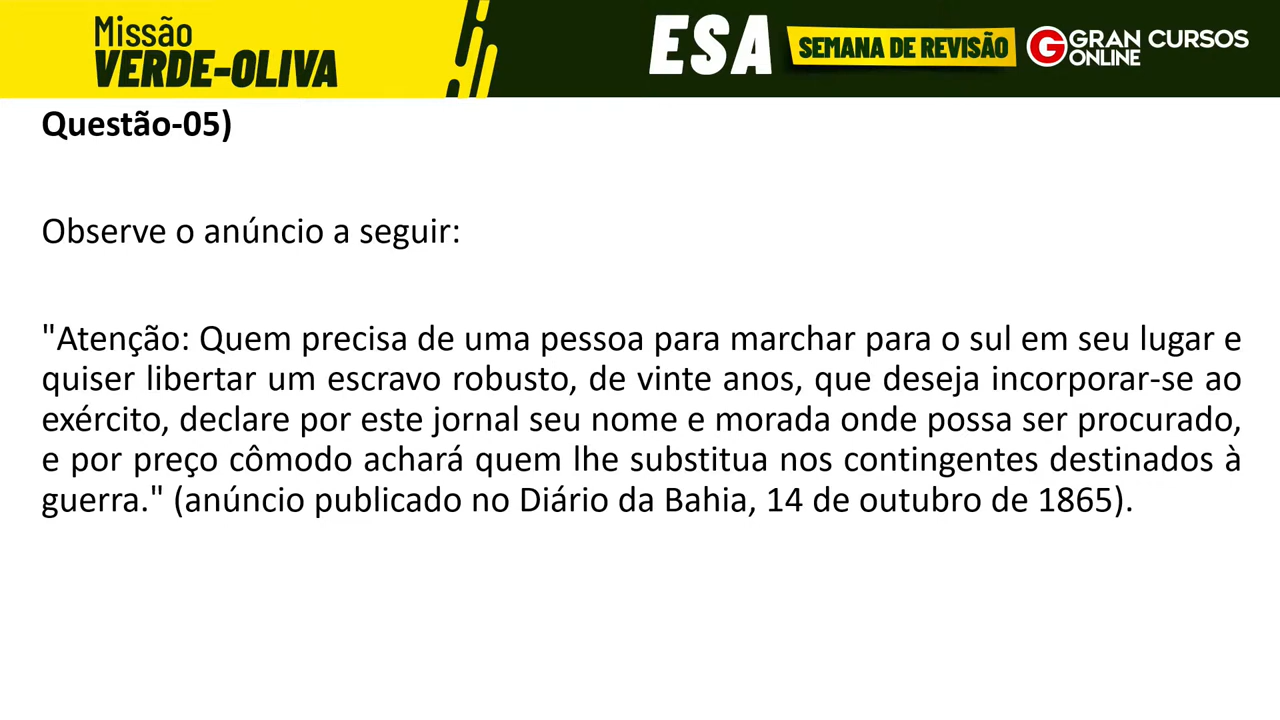 Missão
VERDE-OLIVA
ESA
SEMANA DE REVISÃO
GRAN CURSOS
ONLINE
Questão-05)
Observe o anúncio a seguir:
"Atenção: Quem precisa de uma pessoa para marchar para o sul em seu lugar e
quiser libertar um escravo robusto, de vinte anos, que deseja incorporar-se ao
exército, declare por este jornal seu nome e morada onde possa ser procurado,
e por preço cômodo achará quem lhe substitua nos contingentes destinados à
guerra." (anúncio publicado no Diário da Bahia, 14 de outubro de 1865).